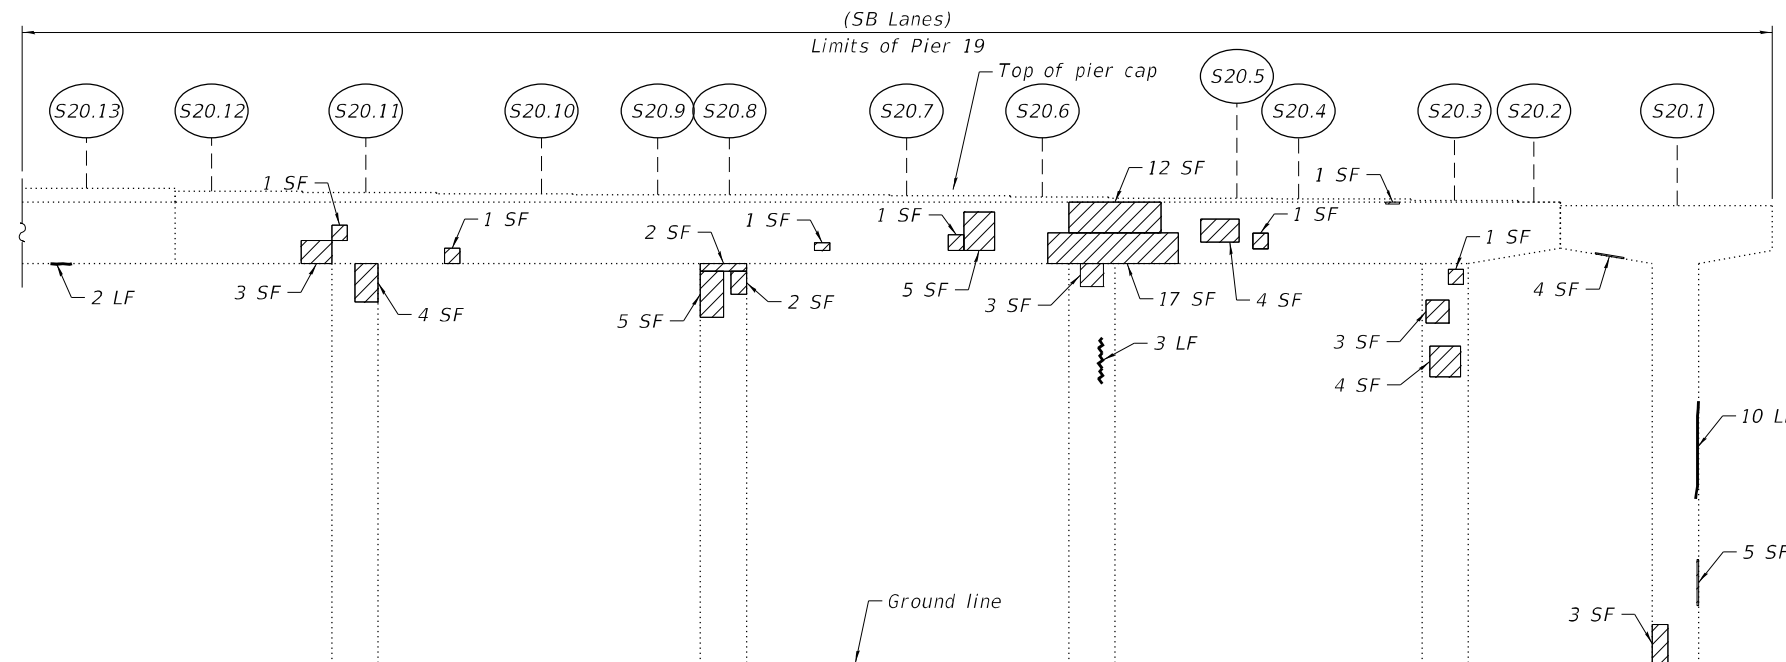 (SB Lanes)
Limits of Pier 19
Top of pier cap
S20.13
S20.12
S20.11
S20.10
S20.9
S20.8
S20.7
S20.6
S20.5
S20.4
S20.3
S20.2
S20.1
1 SF
12 SF
1 SF
1 SF
2 SF
1 SF
1 SF
1 SF
1 SF
2 LF
3 SF
4 SF
5 SF
2 SF
5 SF
3 SF
17 SF
4 SF
4 SF
3 LF
3 SF
4 SF
10 L
5 SF
Ground line
3 SF